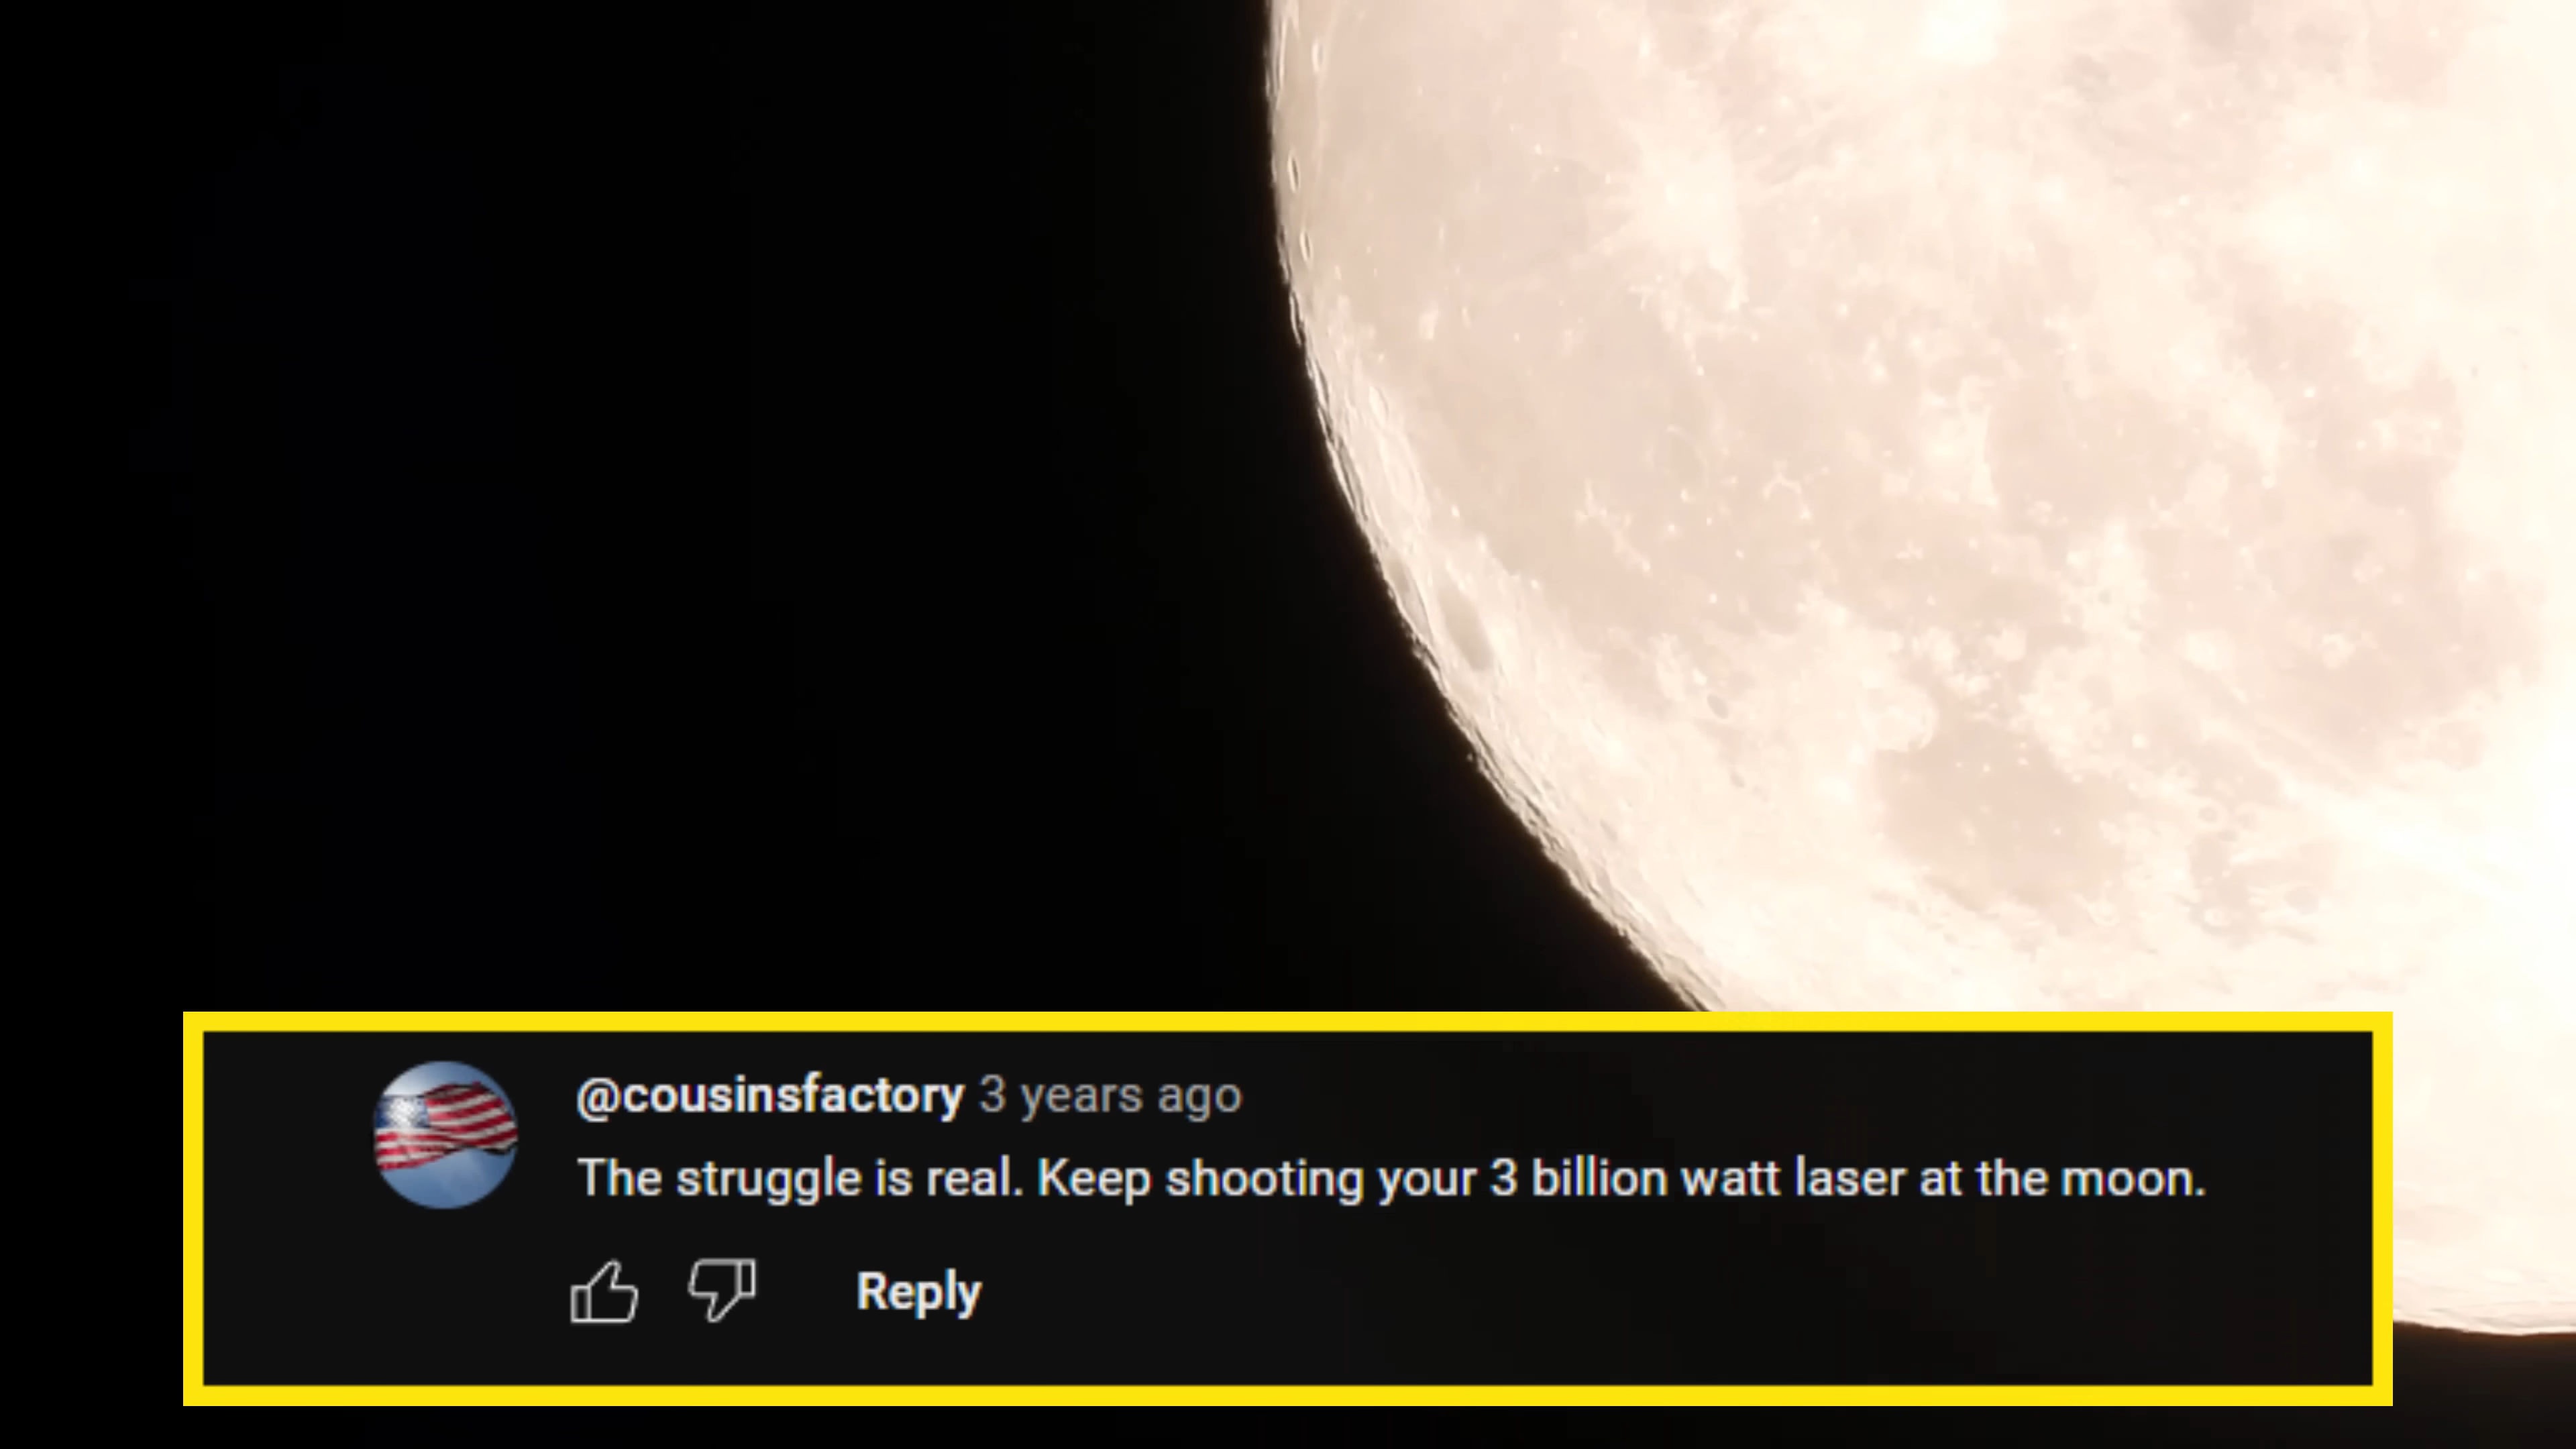 @cousinsfactory 3 years ago
The struggle is real. Keep shooting your 3 billion watt laser at the moon.
Reply